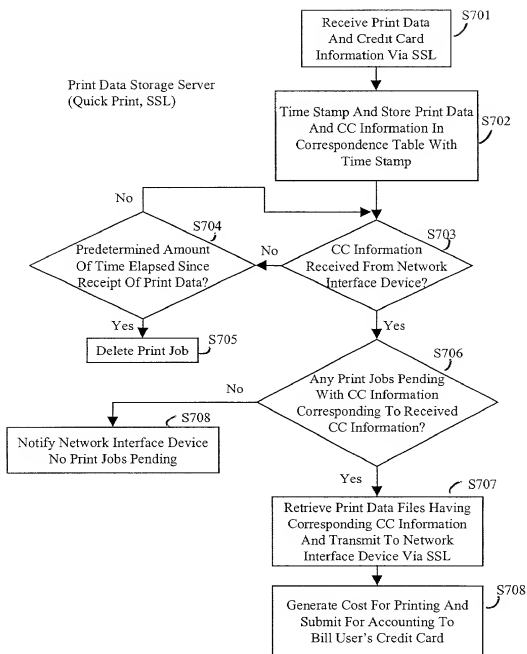 S701
Receive Print Data
And Credit Card
Information Via SSL
Print Data Storage Server
(Quick Print, SSL)
S702
Time Stamp And Store Print Data
And CC Information In
Correspondence Table With
Time Stamp
No
S704
Predetermined Amount
Of Time Elapsed Since
Receipt Of Print Data?
No
S703
CC Information
Received From Network
Interface Device?
Yes
S705
Delete Print Job
Yes
S706
Any Print Jobs Pending
With CC Information
Corresponding To Received
CC Information?
No
S708
Notify Network Interface Device
No Print Jobs Pending
Yes
S707
Retrieve Print Data Files Having
Corresponding CC Information
And Transmit To Network
Interface Device Via SSL
S708
Generate Cost For Printing And
Submit For Accounting To
Bill User's Credit Card